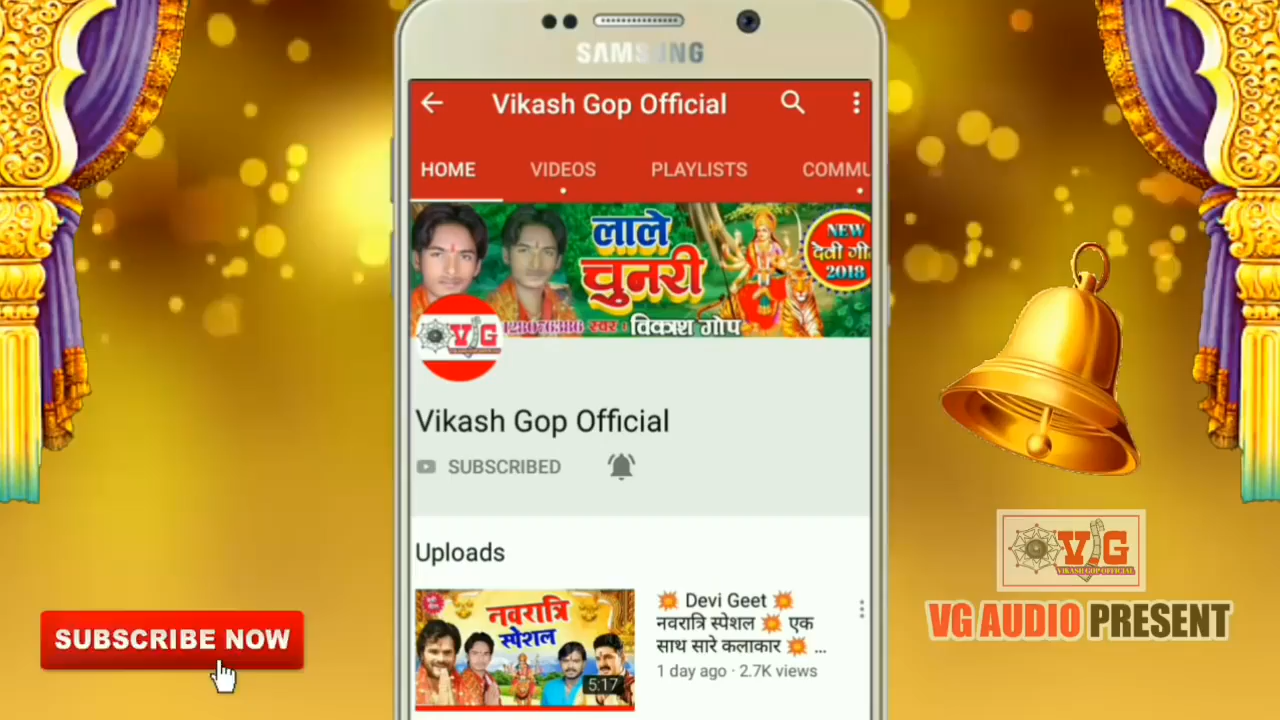 SAMSUNG
Vikash Gop Official
HOME VIDEOS PLAYLISTS COMMU
लाले
चुनरी
NEW
देवी गी
2018
स्वर : विकाश गोप
VG
Vikash Gop Official
SUBSCRIBED
Uploads
नवरात्रि
स्पेशल
5:17
💥 Devi Geet 💥
नवरात्रि स्पेशल 💥 एक
साथ सारे कलाकार 💥 ...
1 day ago · 2.7K views
SUBSCRIBE NOW
VG
VIKASH GOP OFFICIAL
VG AUDIO PRESENT